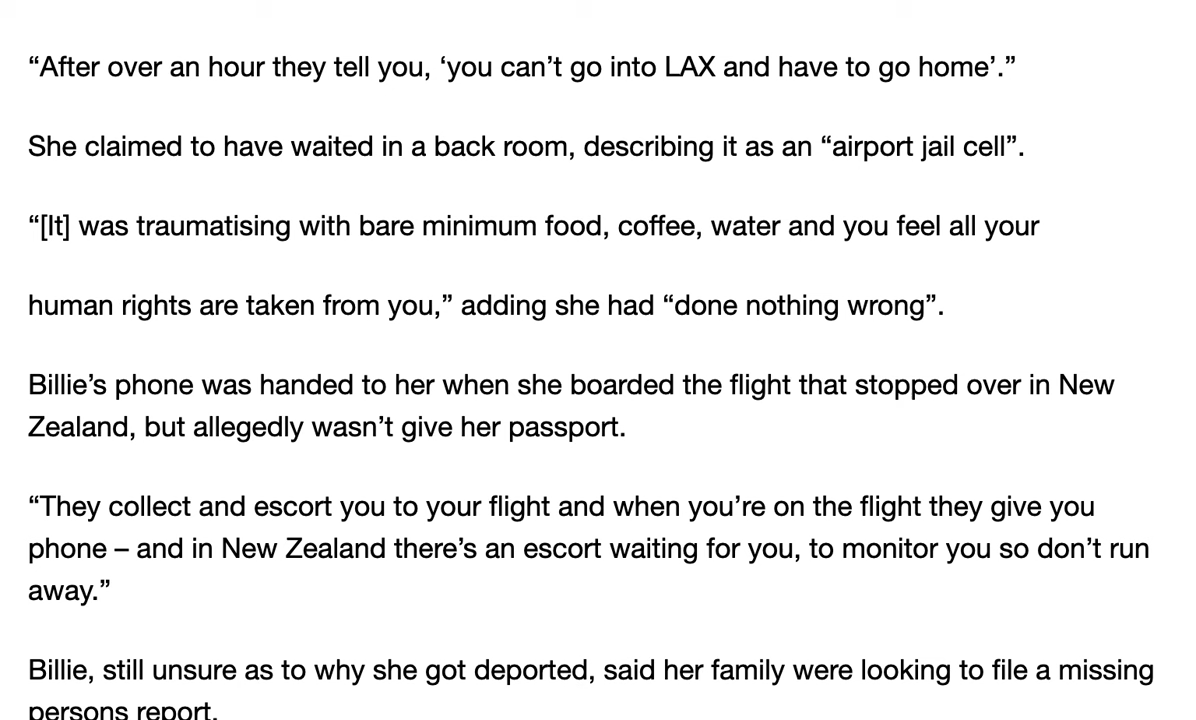 “After over an hour they tell you, ‘you can’t go into LAX and have to go home’.”
She claimed to have waited in a back room, describing it as an “airport jail cell”.
“[It] was traumatising with bare minimum food, coffee, water and you feel all your
human rights are taken from you,” adding she had “done nothing wrong”.
Billie’s phone was handed to her when she boarded the flight that stopped over in New
Zealand, but allegedly wasn’t give her passport.
“They collect and escort you to your flight and when you’re on the flight they give you
phone – and in New Zealand there’s an escort waiting for you, to monitor you so don’t run
away.”
Billie, still unsure as to why she got deported, said her family were looking to file a missing
persons report.